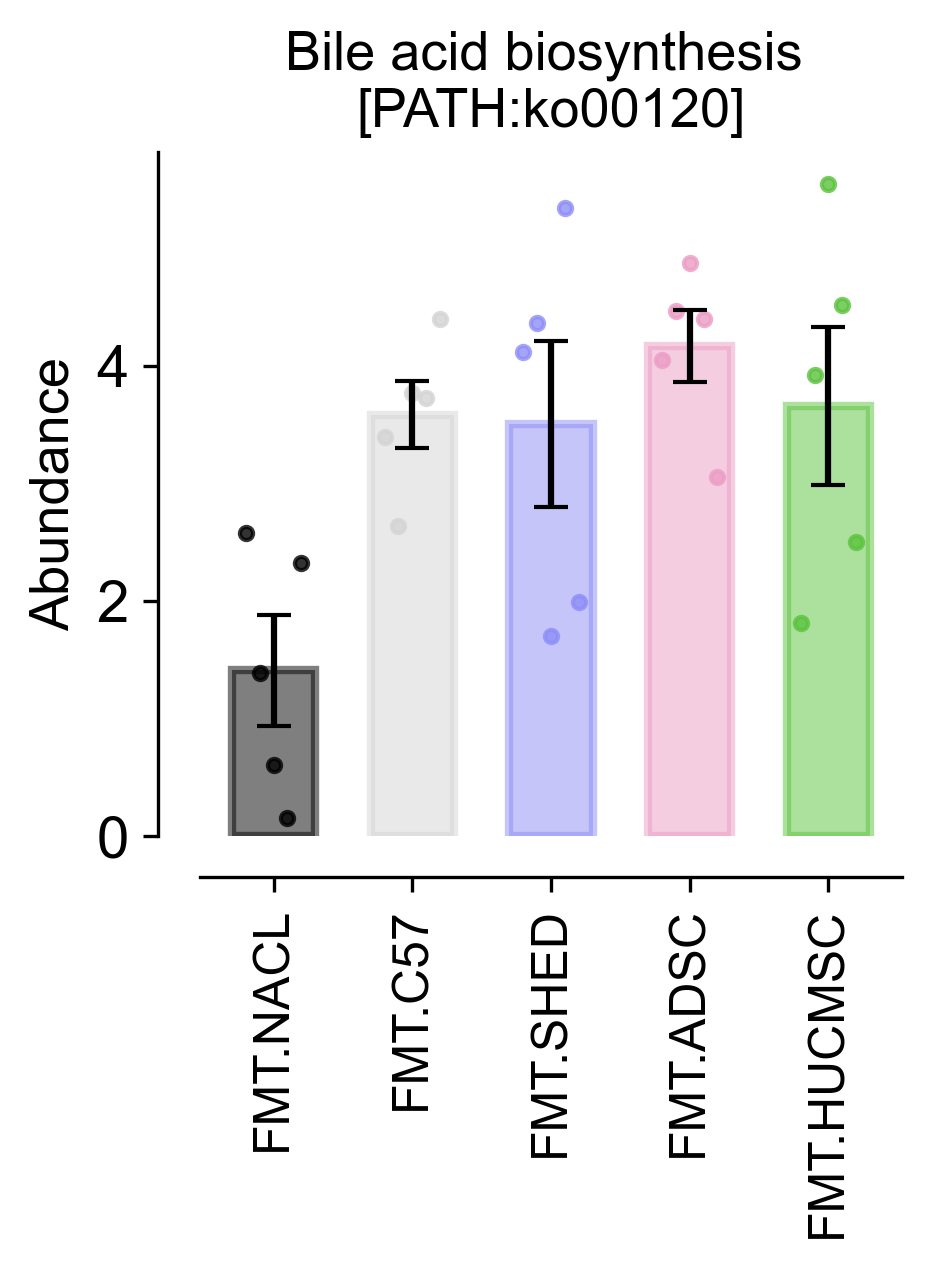 Bile acid biosynthesis
[PATH:ko00120]
Abundance
4
2
0
FMT.NACL
FMT.C57
FMT.SHED
FMT.ADSC
FMT.HUCMSC